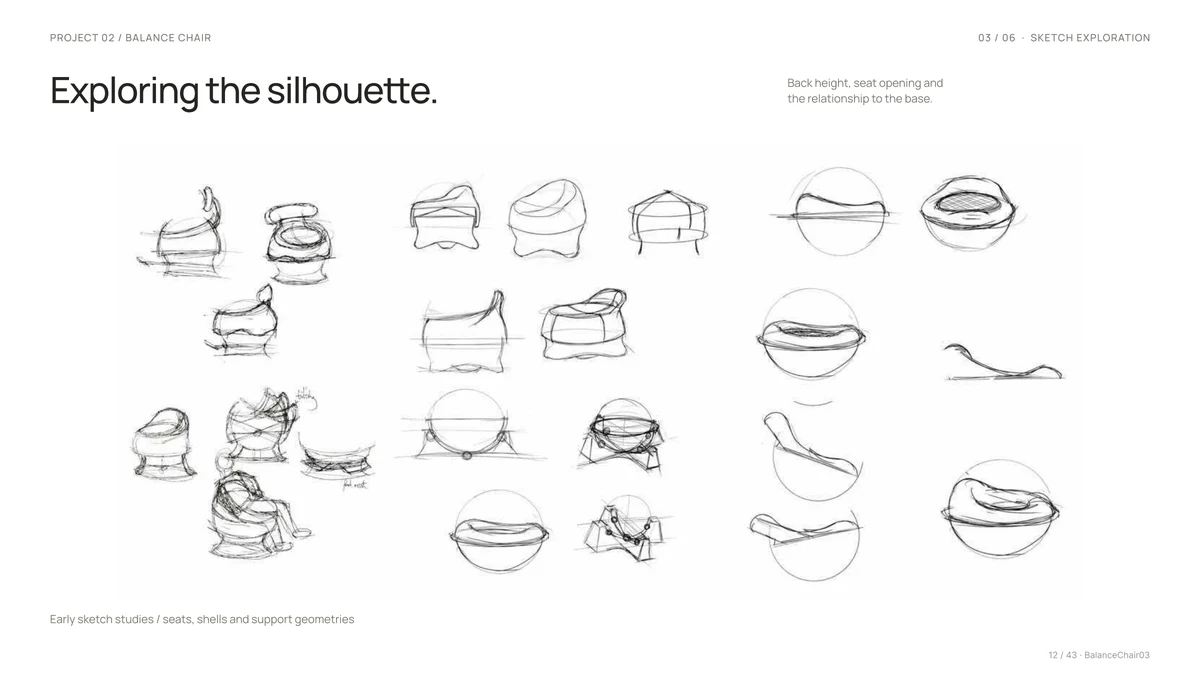 PROJECT 02 / BALANCE CHAIR
03 / 06 · SKETCH EXPLORATION
Exploring the silhouette.
Back height, seat opening and
the relationship to the base.
Early sketch studies / seats, shells and support geometries
12 / 43 · BalanceChair03